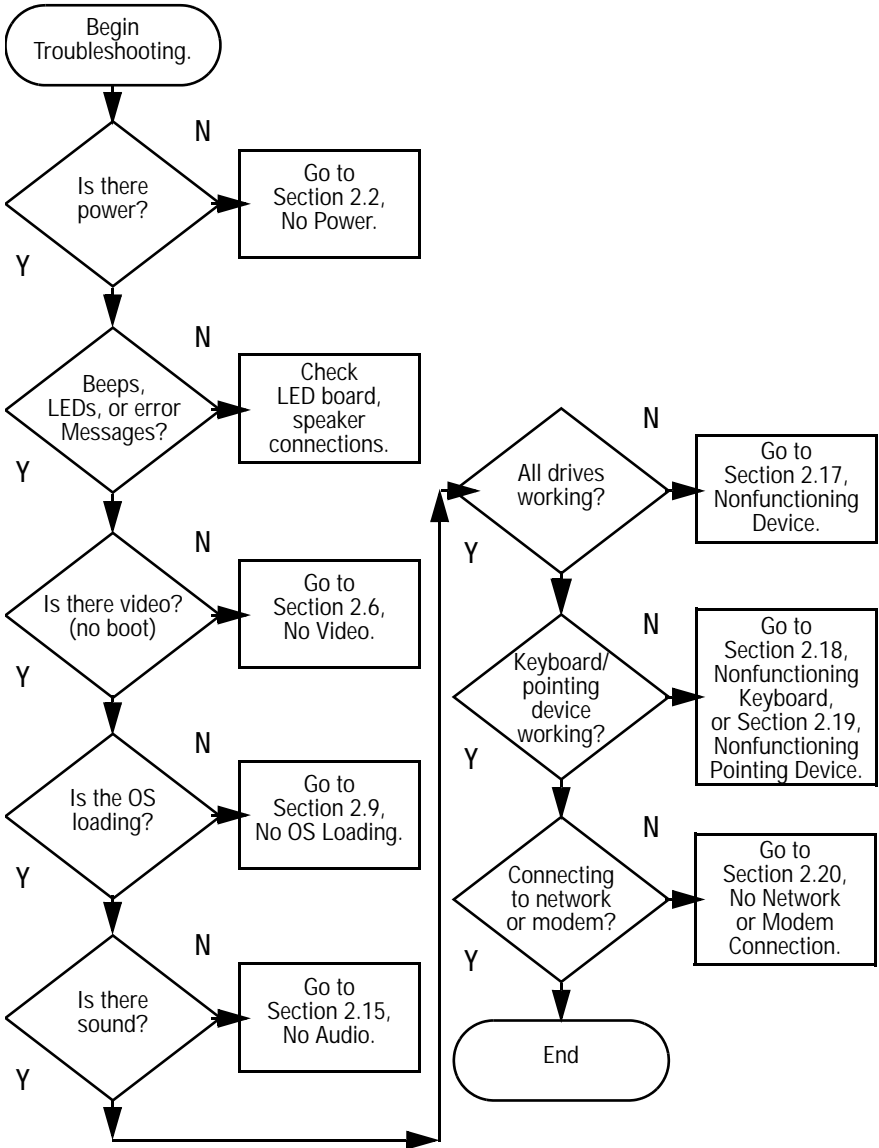 Begin
Troubleshooting.
N
Is there
power?
Go to
Section 2.2,
No Power.
Y
N
Beeps,
LEDs, or error
Messages?
Check
LED board,
speaker
connections.
Y
N
Is there video?
(no boot)
Go to
Section 2.6,
No Video.
Y
N
Is the OS
loading?
Go to
Section 2.9,
No OS Loading.
Y
N
Is there
sound?
Go to
Section 2.15,
No Audio.
Y
N
All drives
working?
Go to
Section 2.17,
Nonfunctioning
Device.
Y
N
Keyboard/
pointing
device
working?
Go to
Section 2.18,
Nonfunctioning
Keyboard,
or Section 2.19,
Nonfunctioning
Pointing Device.
Y
N
Connecting
to network
or modem?
Go to
Section 2.20,
No Network
or Modem
Connection.
Y
End